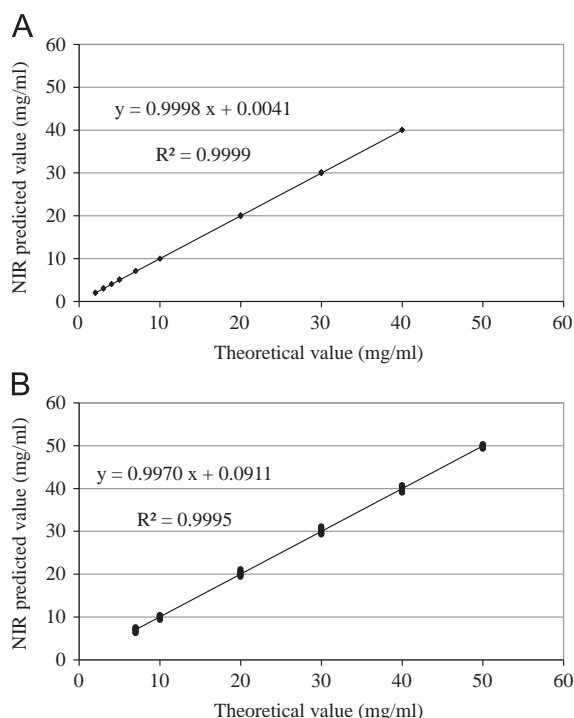 A
60
50
40
30
20
10
0
NIR predicted value (mg/ml)
y = 0.9998 x + 0.0041
R² = 0.9999
0 10 20 30 40 50 60
Theoretical value (mg/ml)
B
60
50
40
30
20
10
0
NIR predicted value (mg/ml)
y = 0.9970 x + 0.0911
R² = 0.9995
0 10 20 30 40 50 60
Theoretical value (mg/ml)